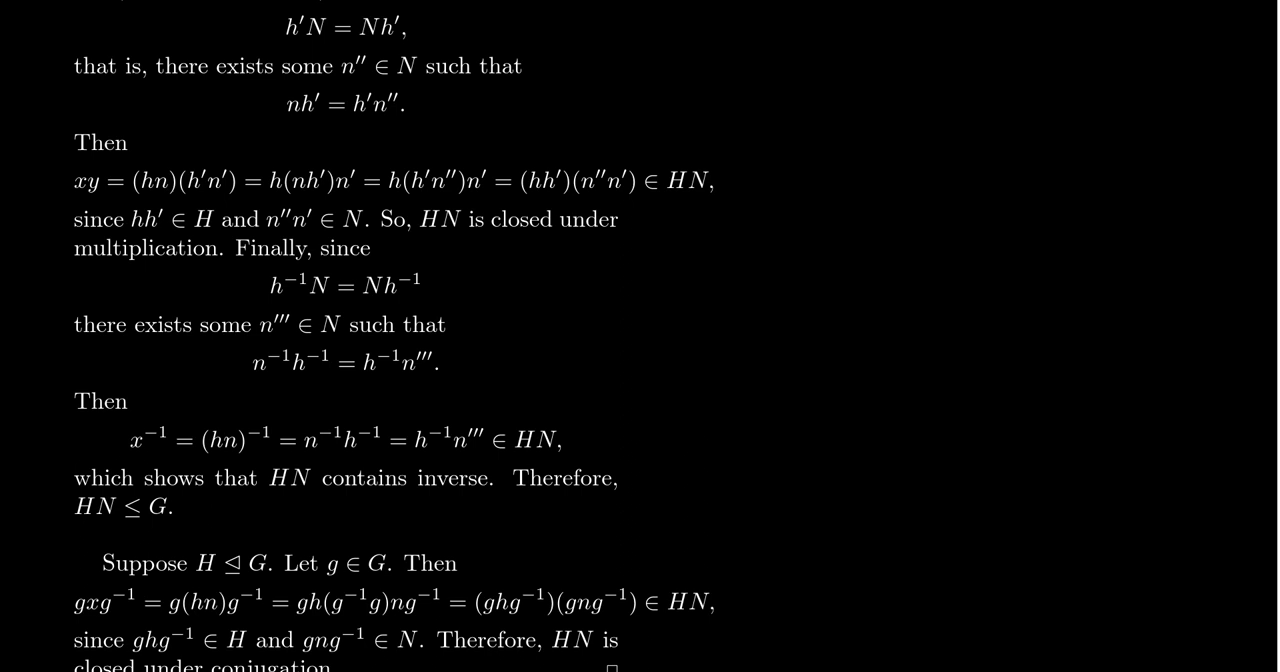 h′N = Nh′,
that is, there exists some n″ ∈ N such that
nh′ = h′n″.
Then
xy = (hn)(h′n′) = h(nh′)n′ = h(h′n″)n′ = (hh′)(n″n′) ∈ HN,
since hh′ ∈ H and n″n′ ∈ N. So, HN is closed under
multiplication. Finally, since
h⁻¹N = Nh⁻¹
there exists some n‴ ∈ N such that
n⁻¹h⁻¹ = h⁻¹n‴.
Then
x⁻¹ = (hn)⁻¹ = n⁻¹h⁻¹ = h⁻¹n‴ ∈ HN,
which shows that HN contains inverse. Therefore,
HN ≤ G.
Suppose H ⊴ G. Let g ∈ G. Then
gxg⁻¹ = g(hn)g⁻¹ = gh(g⁻¹g)ng⁻¹ = (ghg⁻¹)(gng⁻¹) ∈ HN,
since ghg⁻¹ ∈ H and gng⁻¹ ∈ N. Therefore, HN is
closed under conjugation. □